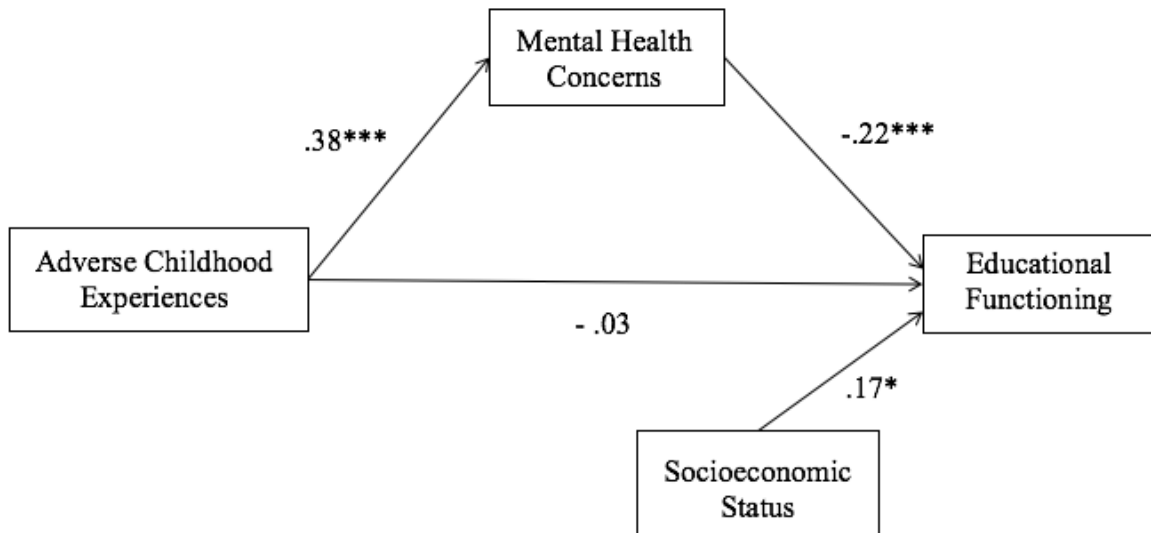 Mental Health
Concerns
.38***
-.22***
Adverse Childhood
Experiences
Educational
Functioning
- .03
.17*
Socioeconomic
Status